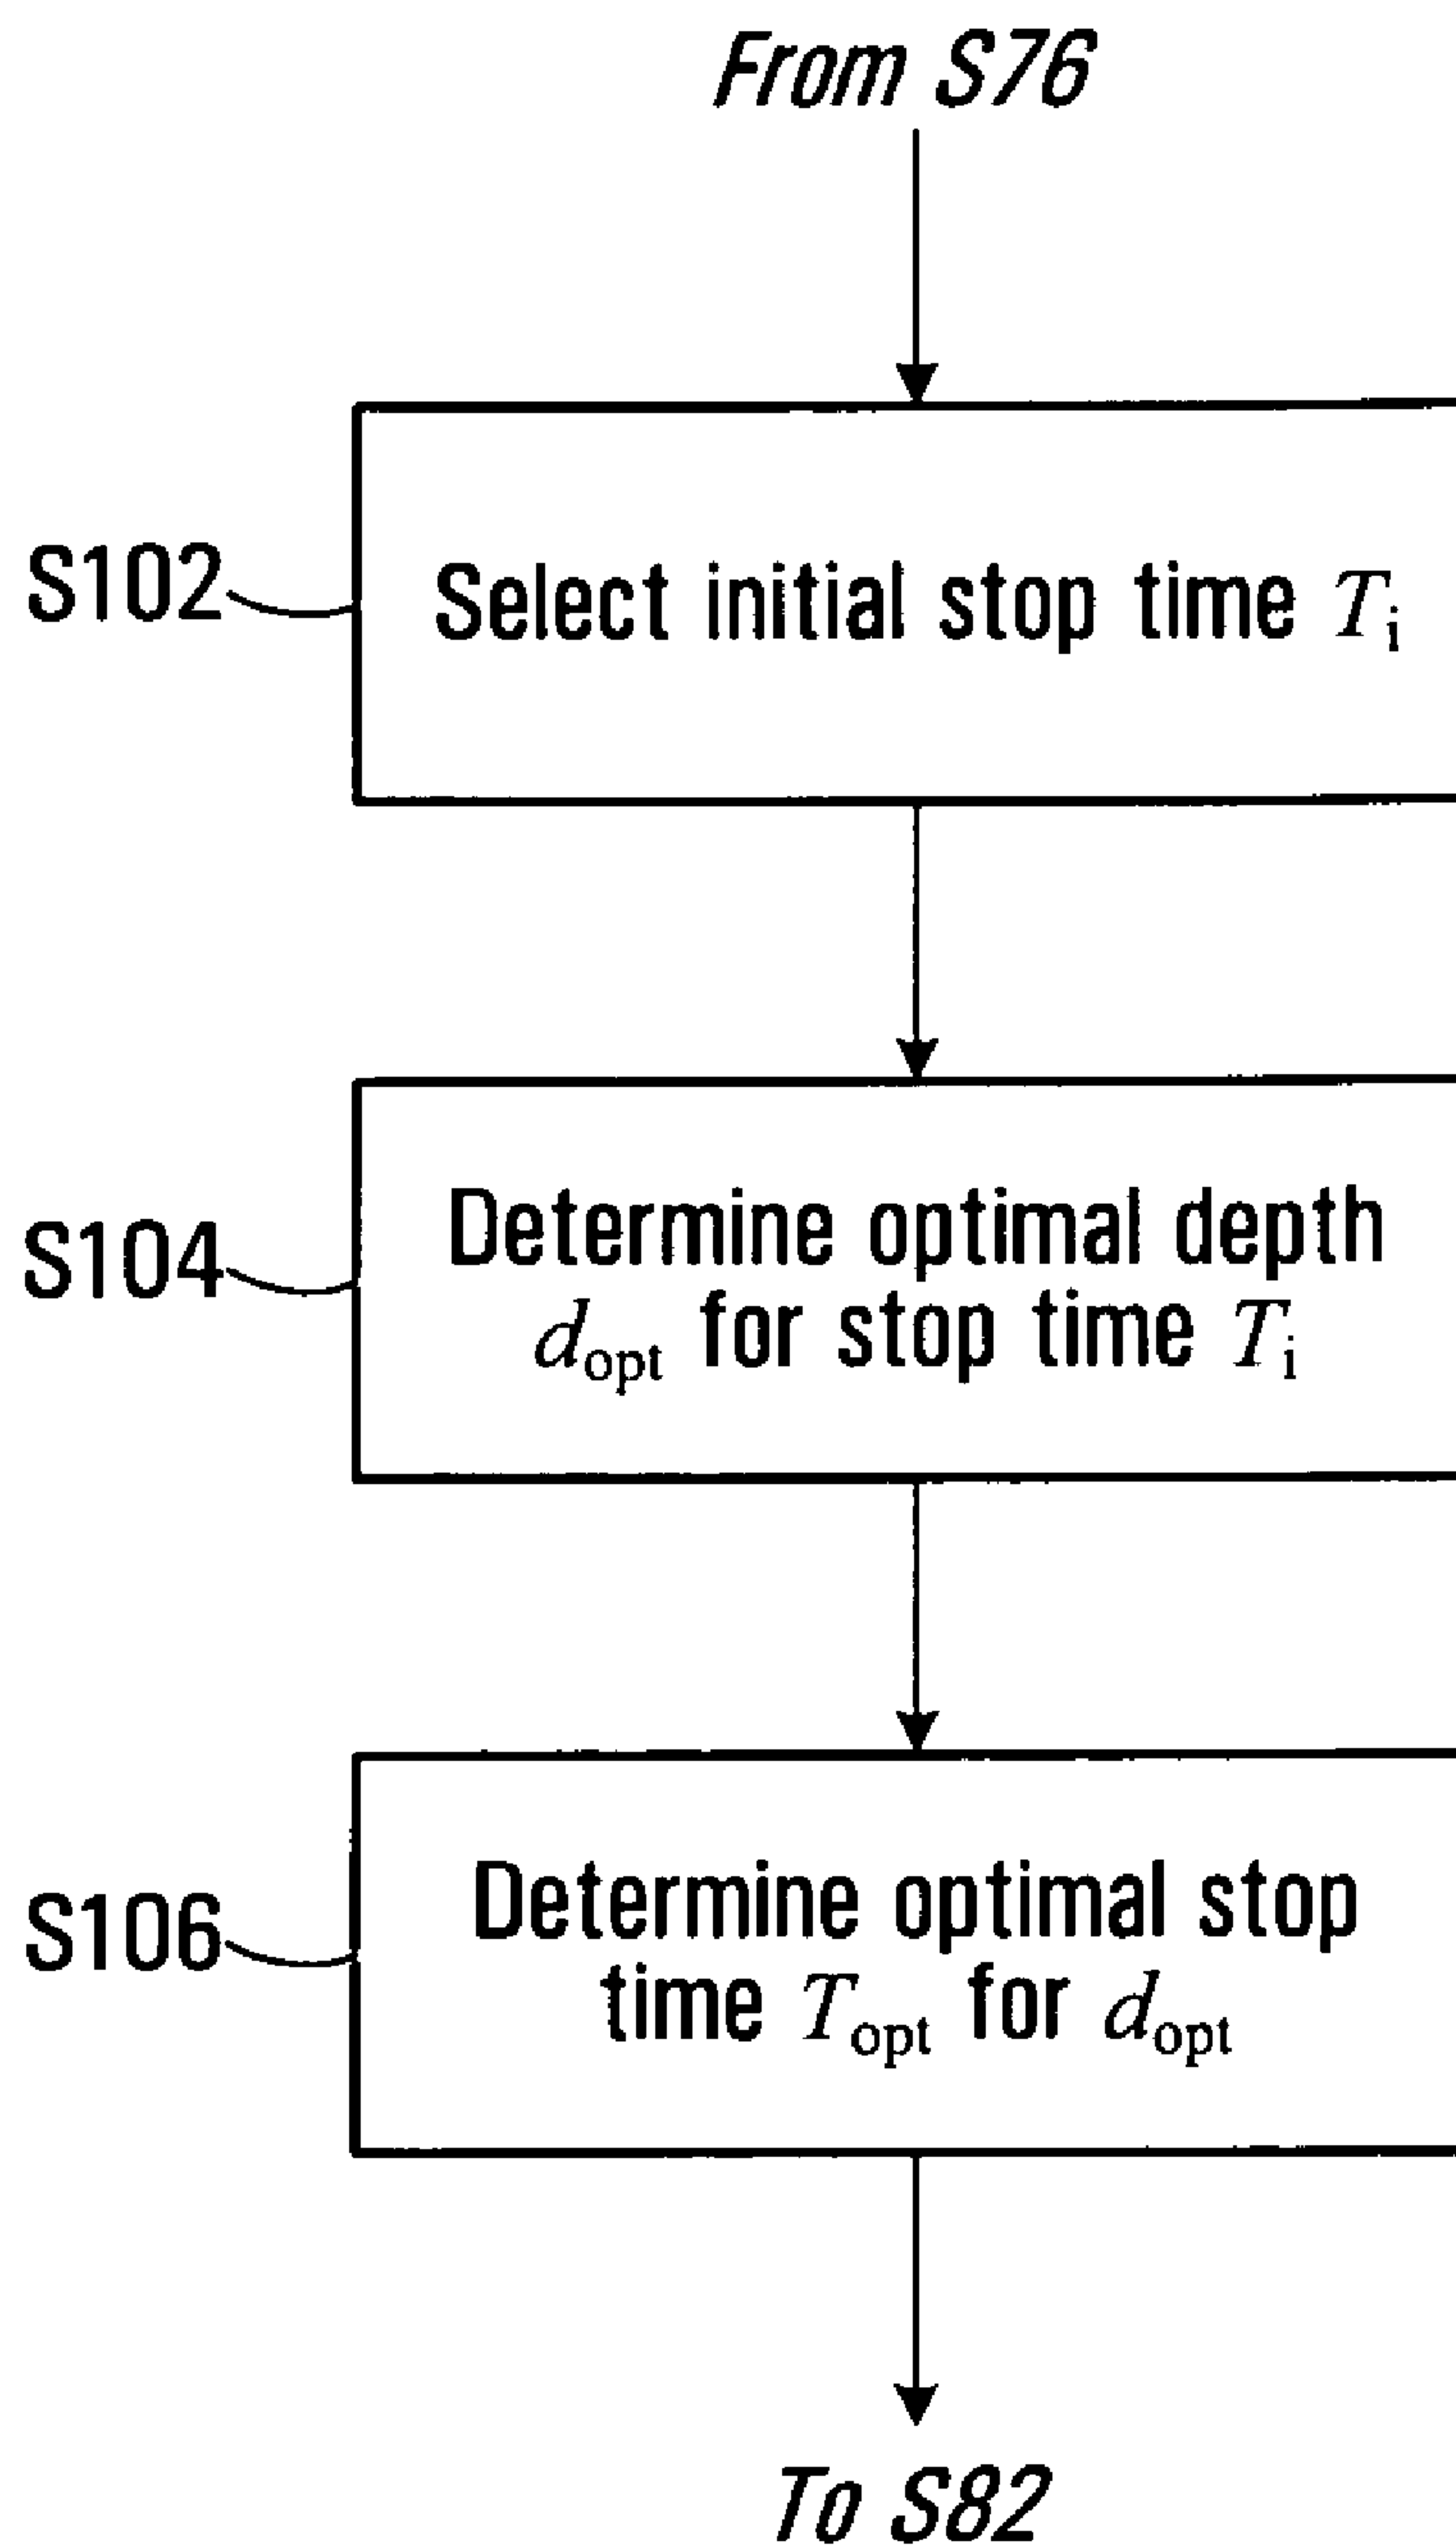 From S76
S102
Select initial stop time Ti
S104
Determine optimal depth
dopt for stop time Ti
S106
Determine optimal stop
time Topt for dopt
To S82